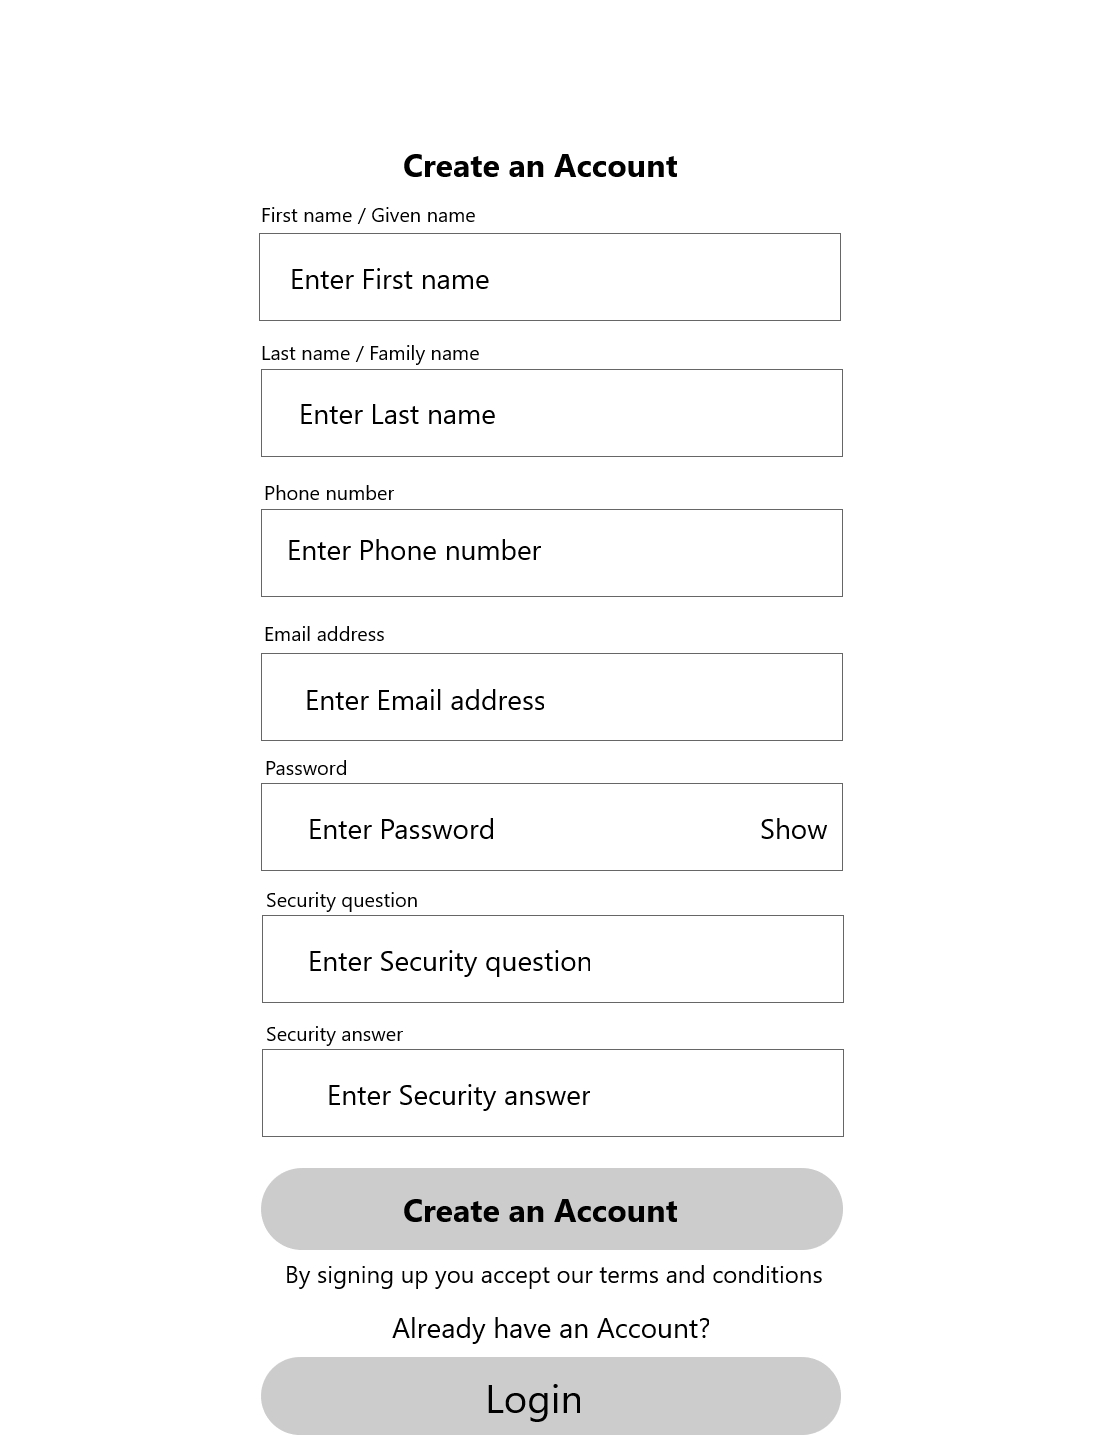 Create an Account
First name / Given name
Enter First name
Last name / Family name
Enter Last name
Phone number
Enter Phone number
Email address
Enter Email address
Password
Enter Password Show
Security question
Enter Security question
Security answer
Enter Security answer
Create an Account
By signing up you accept our terms and conditions
Already have an Account?
Login